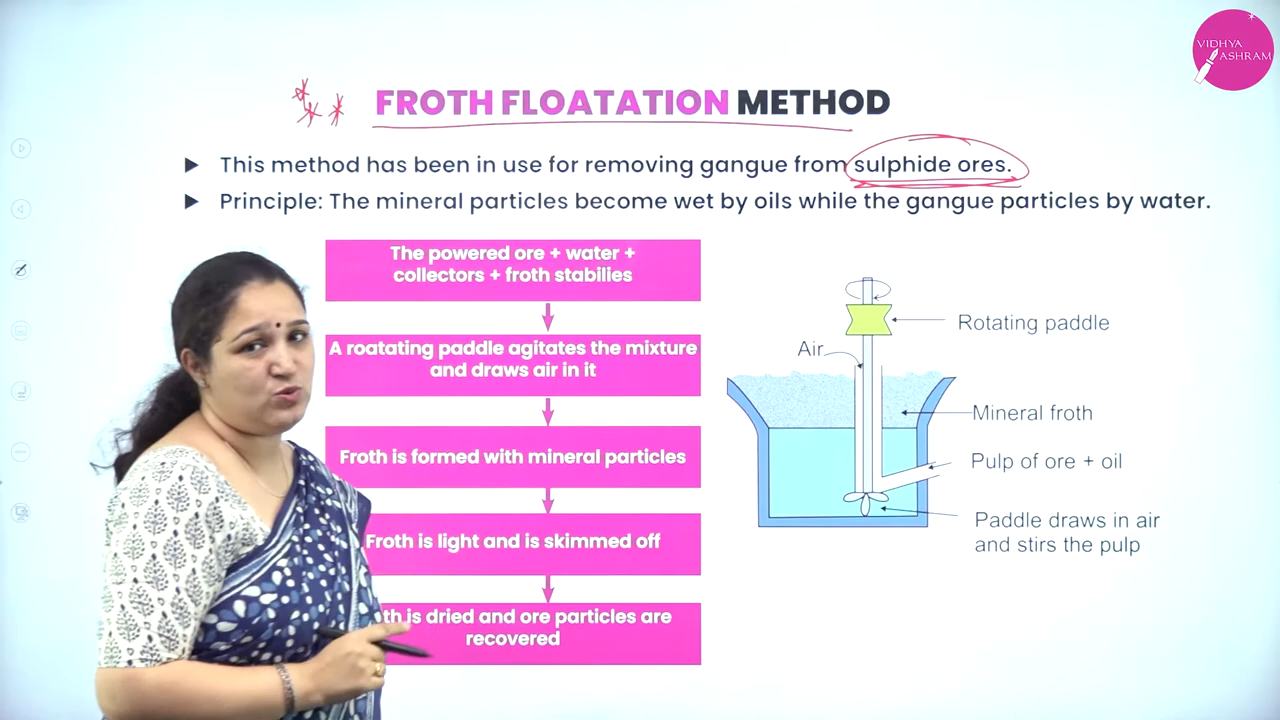 VIDHYA
ASHRAM
FROTH FLOATATION METHOD
This method has been in use for removing gangue from sulphide ores.
Principle: The mineral particles become wet by oils while the gangue particles by water.
The powered ore + water +
collectors + froth stabilies
A roatating paddle agitates the mixture
and draws air in it
Froth is formed with mineral particles
Froth is light and is skimmed off
th is dried and ore particles are
recovered
Rotating paddle
Air
Mineral froth
Pulp of ore + oil
Paddle draws in air
and stirs the pulp